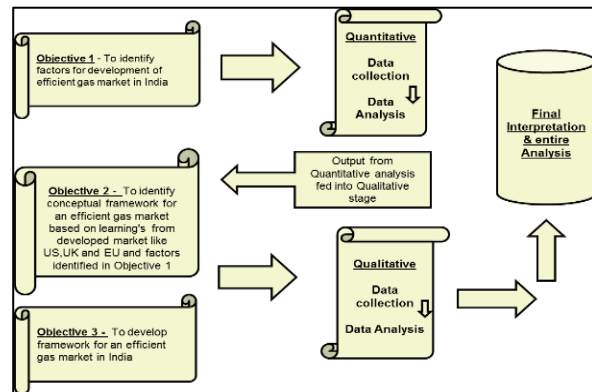 Objective 1 - To identify
factors for development of
efficient gas market in India
Quantitative
Data
collection
Data
Analysis
Final
Interpretation
& entire
Analysis
Output from
Quantitative analysis
fed into Qualitative
stage
Objective 2 - To identify
conceptual framework for
an efficient gas market
based on learning's from
developed market like
US,UK and EU and factors
identified in Objective 1
Qualitative
Data
collection
Data Analysis
Objective 3 - To develop
framework for an efficient
gas market in India